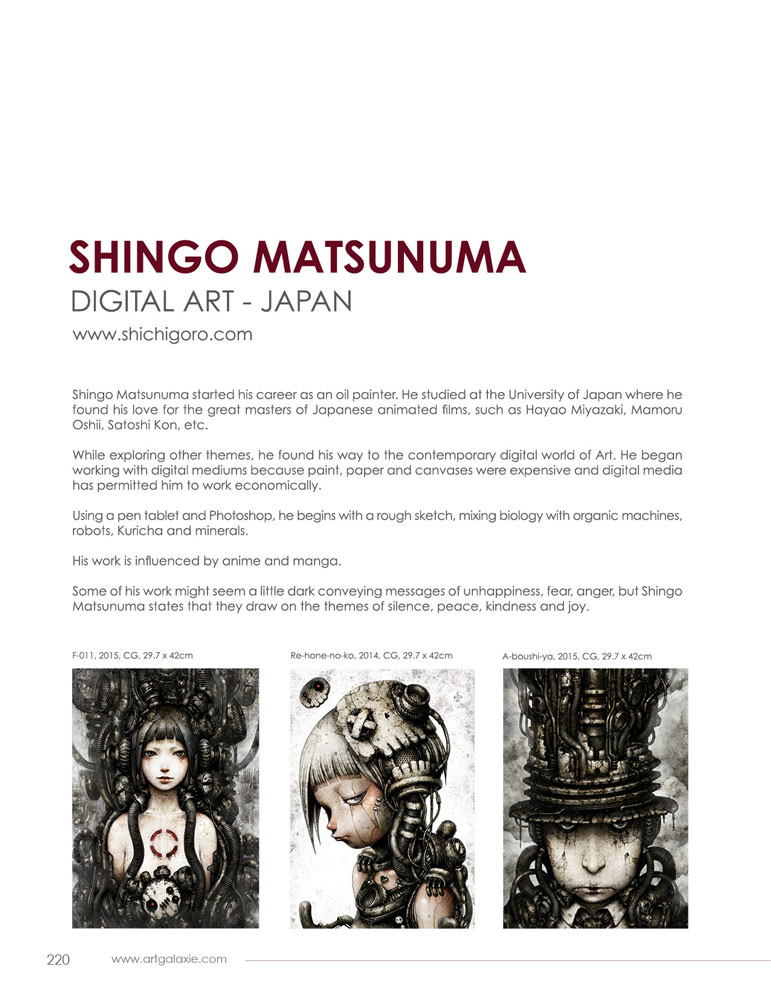 SHINGO MATSUNUMA
DIGITAL ART - JAPAN
www.shichigoro.com
Shingo Matsunuma started his career as an oil painter. He studied at the University of Japan where he
found his love for the great masters of Japanese animated films, such as Hayao Miyazaki, Mamoru
Oshii, Satoshi Kon, etc.
While exploring other themes, he found his way to the contemporary digital world of Art. He began
working with digital mediums because paint, paper and canvases were expensive and digital media
has permitted him to work economically.
Using a pen tablet and Photoshop, he begins with a rough sketch, mixing biology with organic machines,
robots, Kuricha and minerals.
His work is influenced by anime and manga.
Some of his work might seem a little dark conveying messages of unhappiness, fear, anger, but Shingo
Matsunuma states that they draw on the themes of silence, peace, kindness and joy.
F-011, 2015, CG, 29.7 x 42cm
Re-hone-no-ko, 2014, CG, 29.7 x 42cm
A-boushi-ya, 2015, CG, 29.7 x 42cm
220
www.artgalaxie.com